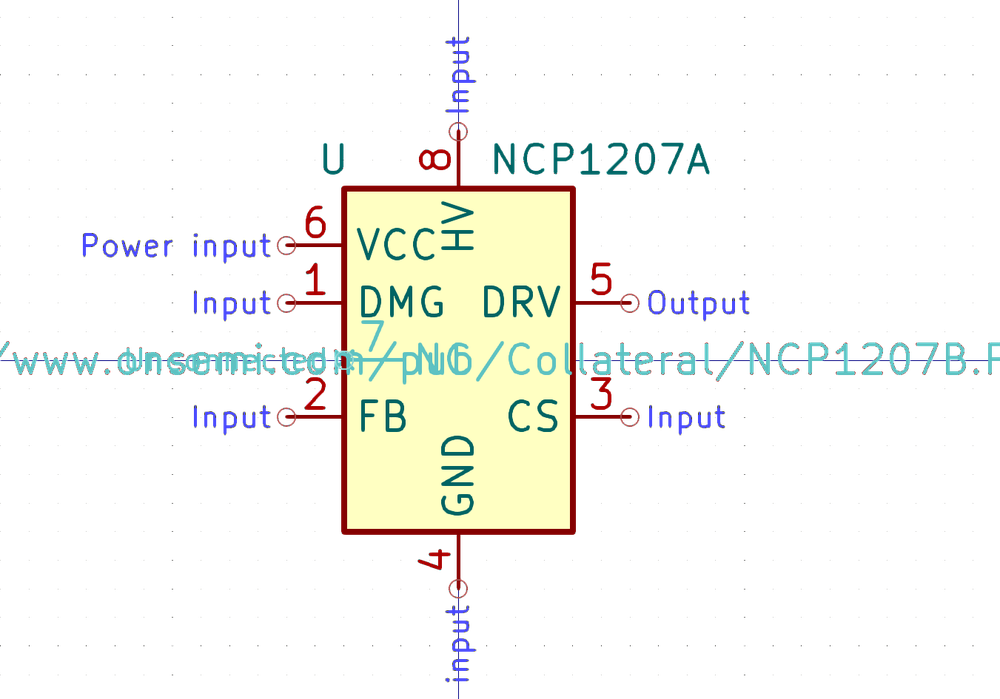 Input
U
8
NCP1207A
HV
6
Power input
VCC
1
Input
DMG
5
DRV
Output
7
/www.onsemi.com/pub/Collateral/NCP1207B.P
Unconnected
NC
2
Input
FB
3
CS
Input
GND
4
input